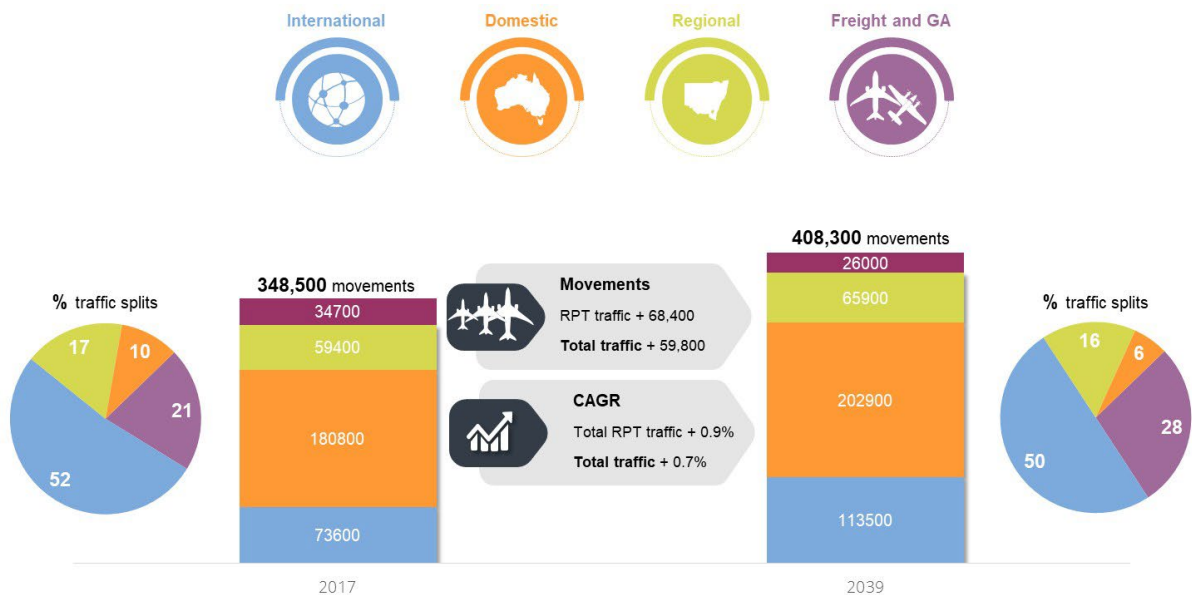 International
Domestic
Regional
Freight and GA
% traffic splits
17
10
21
52
348,500 movements
34700
59400
180800
73600
2017
Movements
RPT traffic + 68,400
Total traffic + 59,800
CAGR
Total RPT traffic + 0.9%
Total traffic + 0.7%
408,300 movements
26000
65900
202900
113500
2039
% traffic splits
16
6
28
50